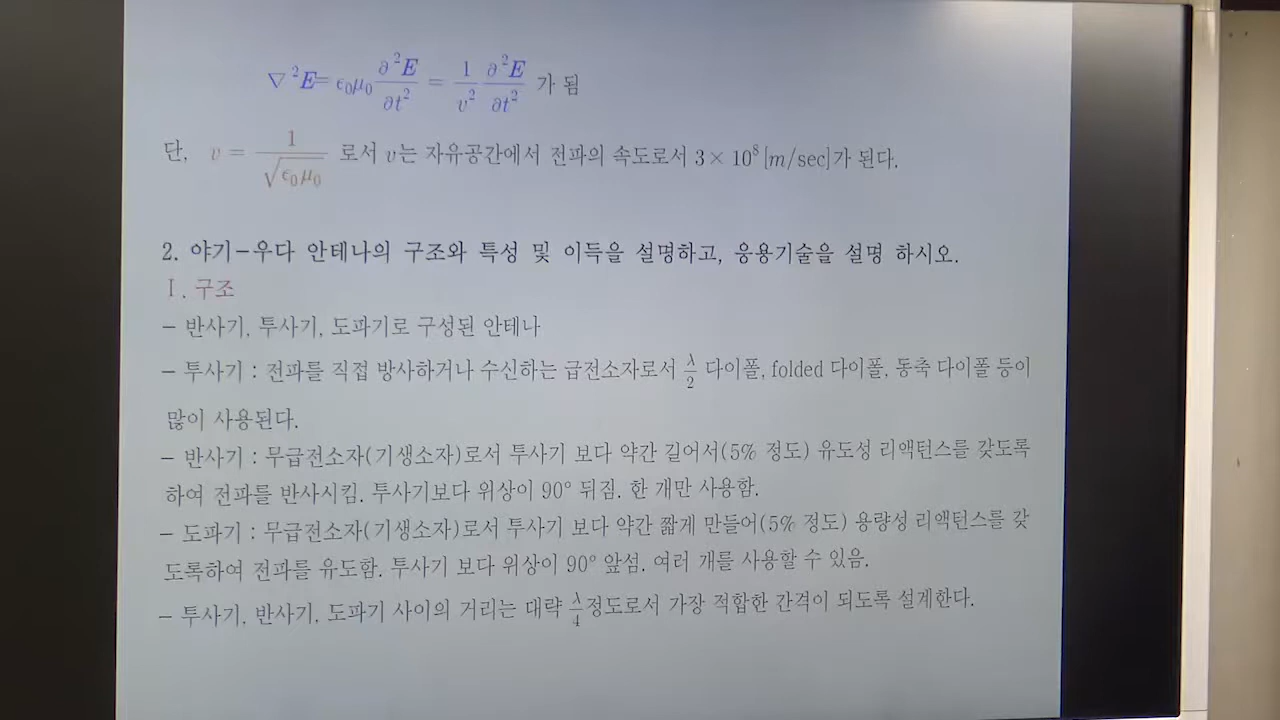 ∇²E = ε₀μ₀ ∂²E/∂t² = 1/v² ∂²E/∂t² 가 됨
단, v = 1/√(ε₀μ₀) 로서 v는 자유공간에서 전파의 속도로서 3×10⁸[m/sec]가 된다.
2. 야기-우다 안테나의 구조와 특성 및 이득을 설명하고, 응용기술을 설명 하시오.
Ⅰ. 구조
- 반사기, 투사기, 도파기로 구성된 안테나
- 투사기 : 전파를 직접 방사하거나 수신하는 급전소자로서 λ/2 다이폴, folded 다이폴, 동축 다이폴 등이
많이 사용된다.
- 반사기 : 무급전소자(기생소자)로서 투사기 보다 약간 길어서(5% 정도) 유도성 리액턴스를 갖도록
하여 전파를 반사시킴. 투사기보다 위상이 90° 뒤짐. 한 개만 사용함.
- 도파기 : 무급전소자(기생소자)로서 투사기 보다 약간 짧게 만들어(5% 정도) 용량성 리액턴스를 갖
도록하여 전파를 유도함. 투사기 보다 위상이 90° 앞섬. 여러 개를 사용할 수 있음.
- 투사기, 반사기, 도파기 사이의 거리는 대략 λ/4정도로서 가장 적합한 간격이 되도록 설계한다.